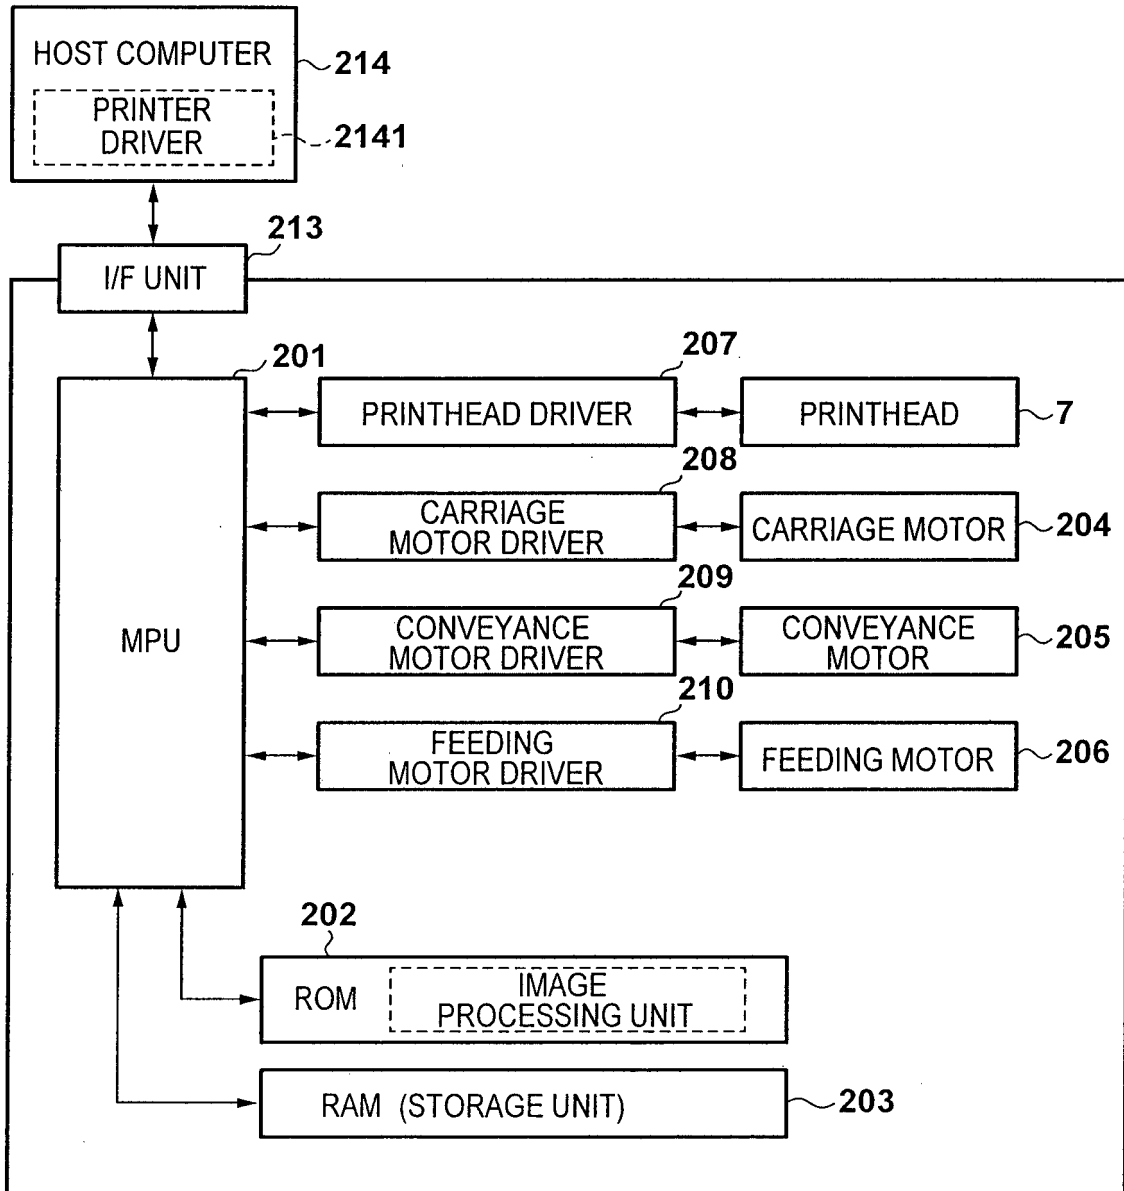 HOST COMPUTER
214
PRINTER
DRIVER
2141
213
I/F UNIT
201
207
PRINTHEAD DRIVER
PRINTHEAD
7
208
CARRIAGE
MOTOR DRIVER
CARRIAGE MOTOR
204
209
MPU
CONVEYANCE
MOTOR DRIVER
CONVEYANCE
MOTOR
205
210
FEEDING
MOTOR DRIVER
FEEDING MOTOR
206
202
ROM
IMAGE
PROCESSING UNIT
RAM (STORAGE UNIT)
203